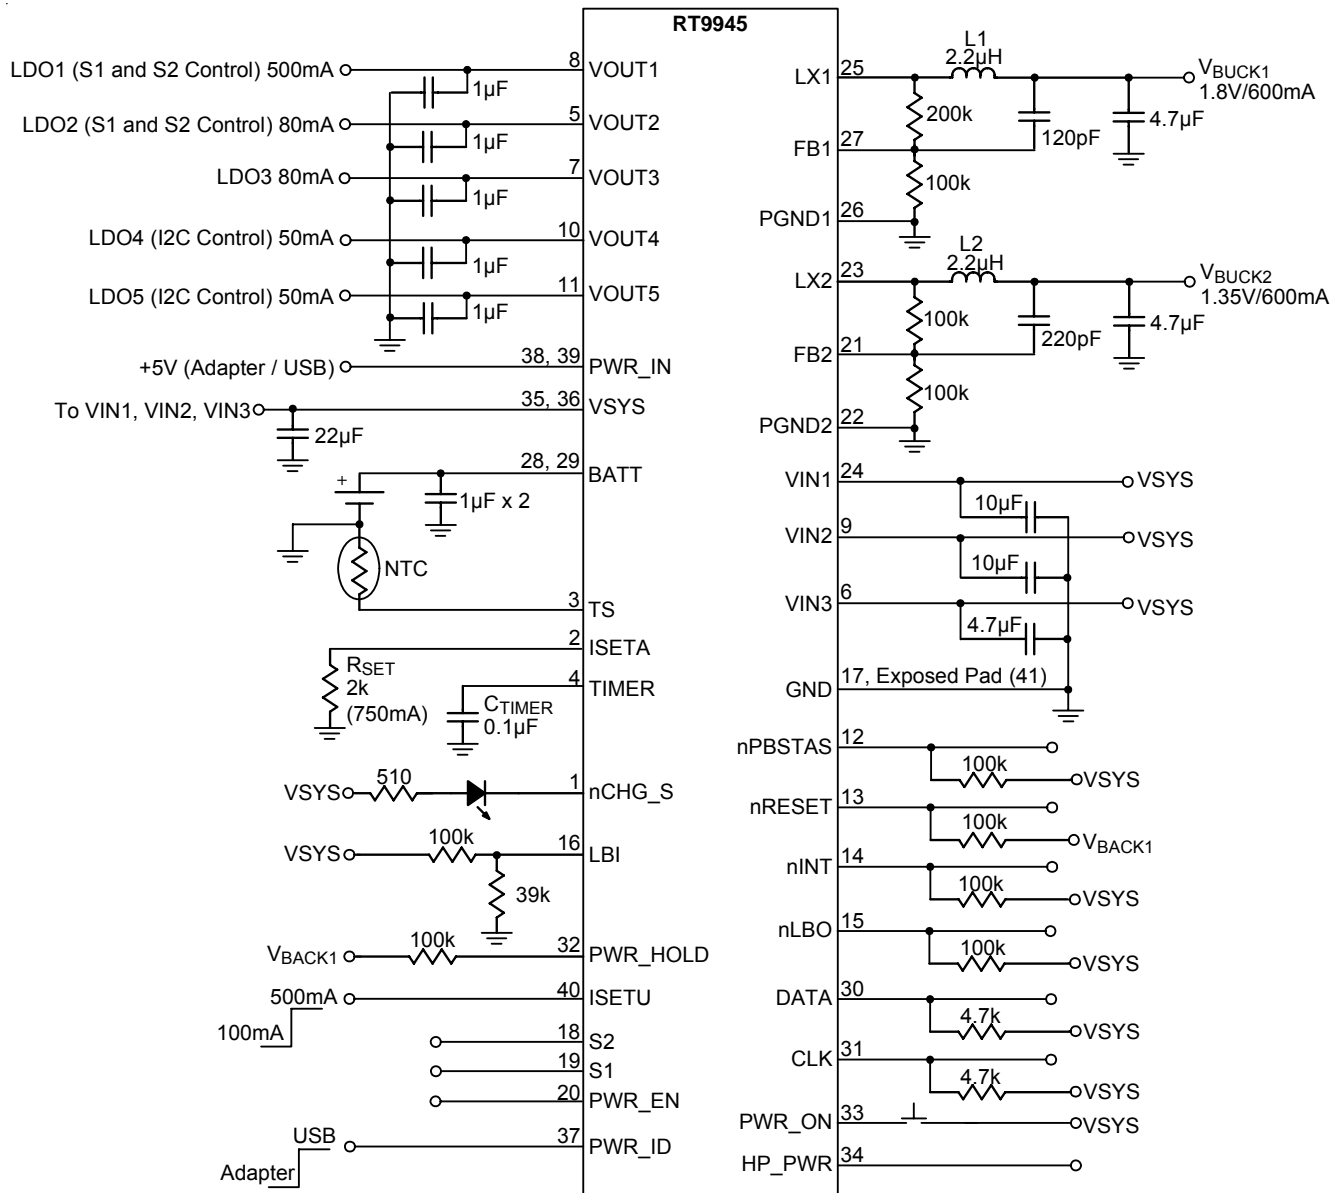 RT9945
LDO1 (S1 and S2 Control) 500mA
8
VOUT1
1µF
LDO2 (S1 and S2 Control) 80mA
5
VOUT2
1µF
LDO3 80mA
7
VOUT3
1µF
LDO4 (I2C Control) 50mA
10
VOUT4
1µF
LDO5 (I2C Control) 50mA
11
VOUT5
1µF
+5V (Adapter / USB)
38, 39
PWR_IN
To VIN1, VIN2, VIN3
35, 36
VSYS
22µF
28, 29
BATT
+
1µF x 2
NTC
3
TS
2
ISETA
RSET
2k
(750mA)
4
TIMER
CTIMER
0.1µF
VSYS
510
1
nCHG_S
VSYS
100k
16
LBI
39k
VBACK1
100k
32
PWR_HOLD
500mA
100mA
40
ISETU
18
S2
19
S1
20
PWR_EN
USB
Adapter
37
PWR_ID
LX1
25
L1
2.2µH
VBUCK1
1.8V/600mA
200k
120pF
4.7µF
FB1
27
100k
PGND1
26
LX2
23
L2
2.2µH
VBUCK2
1.35V/600mA
100k
220pF
4.7µF
FB2
21
100k
PGND2
22
VIN1
24
VSYS
10µF
VIN2
9
VSYS
10µF
VIN3
6
VSYS
4.7µF
GND
17, Exposed Pad (41)
nPBSTAS
12
100k
VSYS
nRESET
13
100k
VBACK1
nINT
14
100k
VSYS
nLBO
15
100k
VSYS
DATA
30
4.7k
VSYS
CLK
31
4.7k
VSYS
PWR_ON
33
VSYS
HP_PWR
34